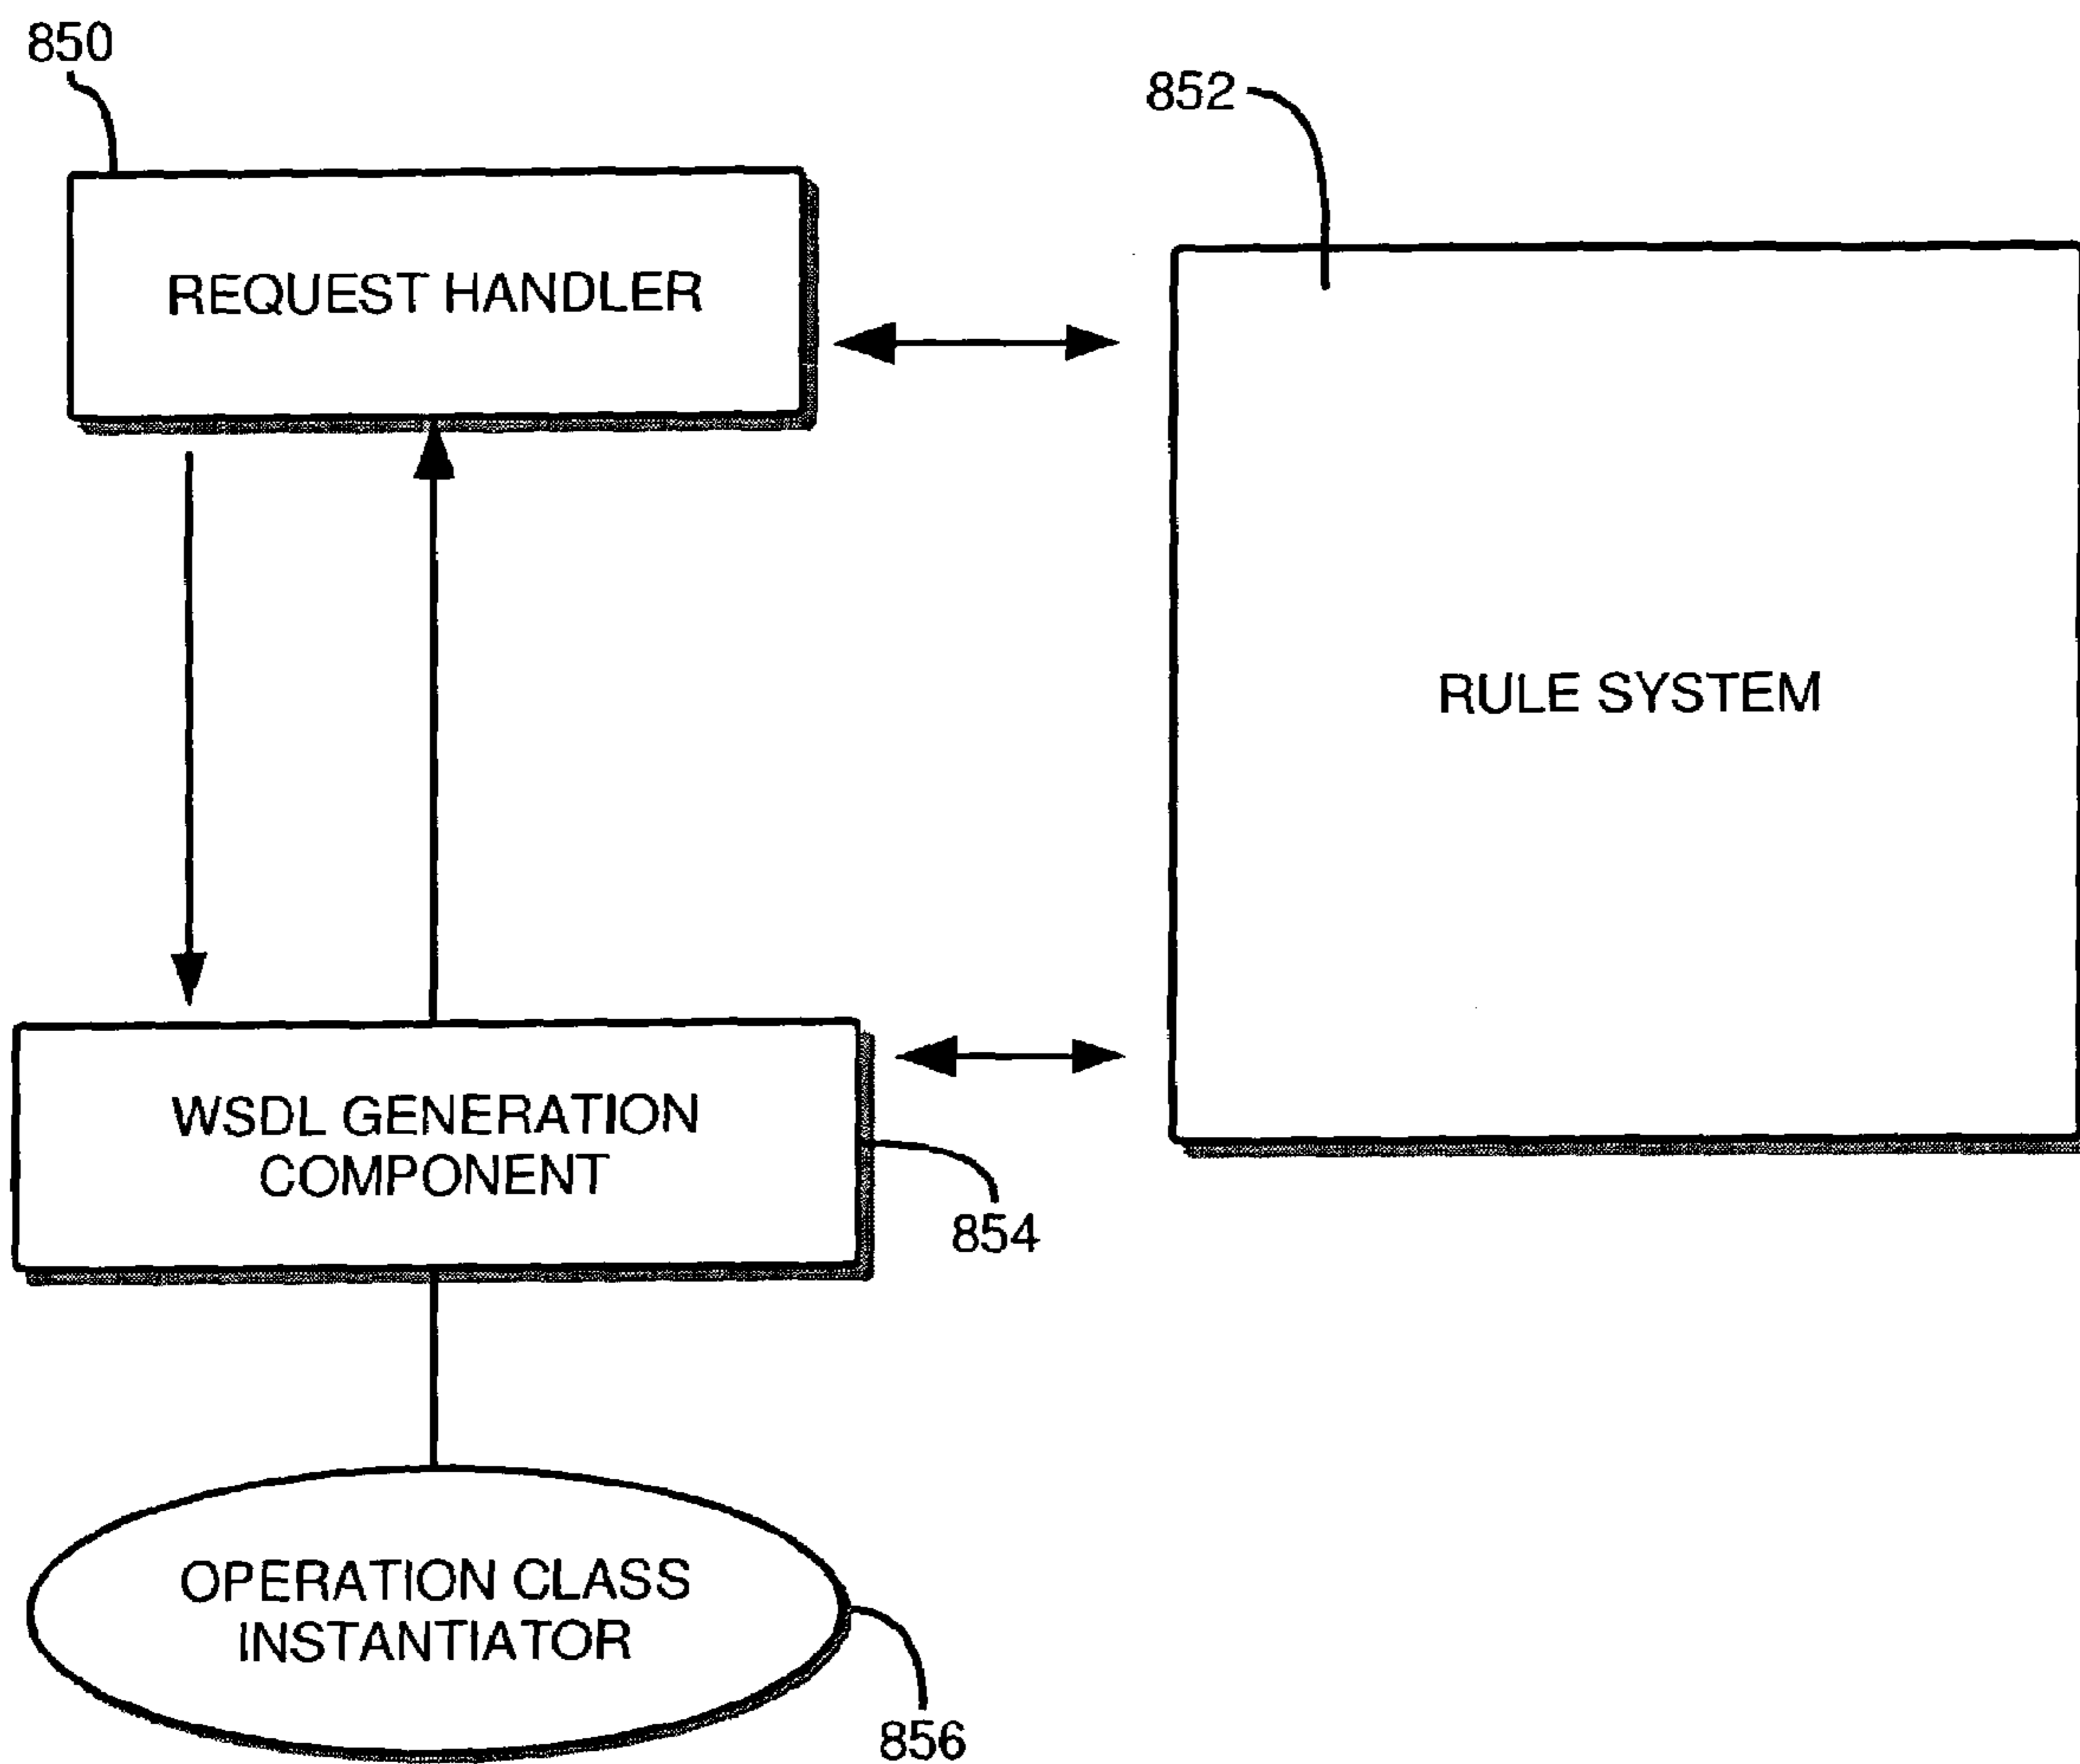 850
852
REQUEST HANDLER
RULE SYSTEM
WSDL GENERATION
COMPONENT
854
OPERATION CLASS
INSTANTIATOR
856